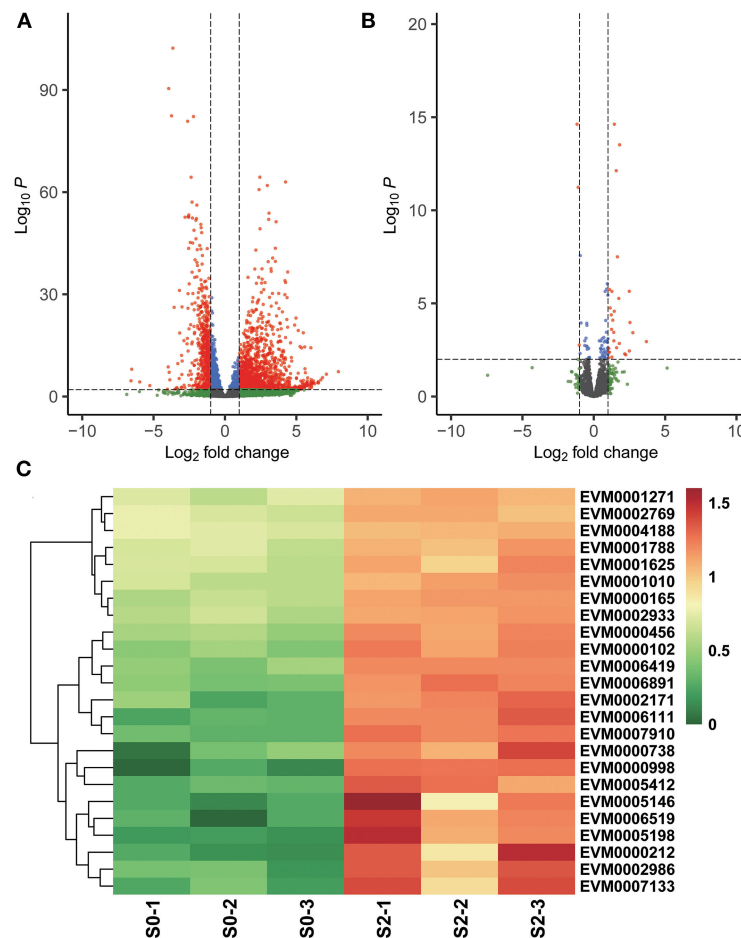 A
B
90
60
30
0
Log10 P
−10 −5 0 5 10
Log2 fold change
20
15
10
5
0
Log10 P
−10 −5 0 5 10
Log2 fold change
C
EVM0001271
EVM0002769
EVM0004188
EVM0001788
EVM0001625
EVM0001010
EVM0000165
EVM0002933
EVM0000456
EVM0000102
EVM0006419
EVM0006891
EVM0002171
EVM0006111
EVM0007910
EVM0000738
EVM0000998
EVM0005412
EVM0005146
EVM0006519
EVM0005198
EVM0000212
EVM0002986
EVM0007133
1.5
1
0.5
0
S0-1
S0-2
S0-3
S2-1
S2-2
S2-3